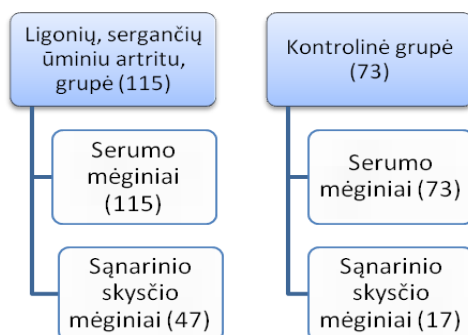 Ligonių, sergančių
ūminiu artritu,
grupė (115)
Serumo
mėginiai
(115)
Sąnarinio
skysčio
mėginiai (47)
Kontrolinė grupė
(73)
Serumo
mėginiai (73)
Sąnarinio
skysčio
mėginiai (17)